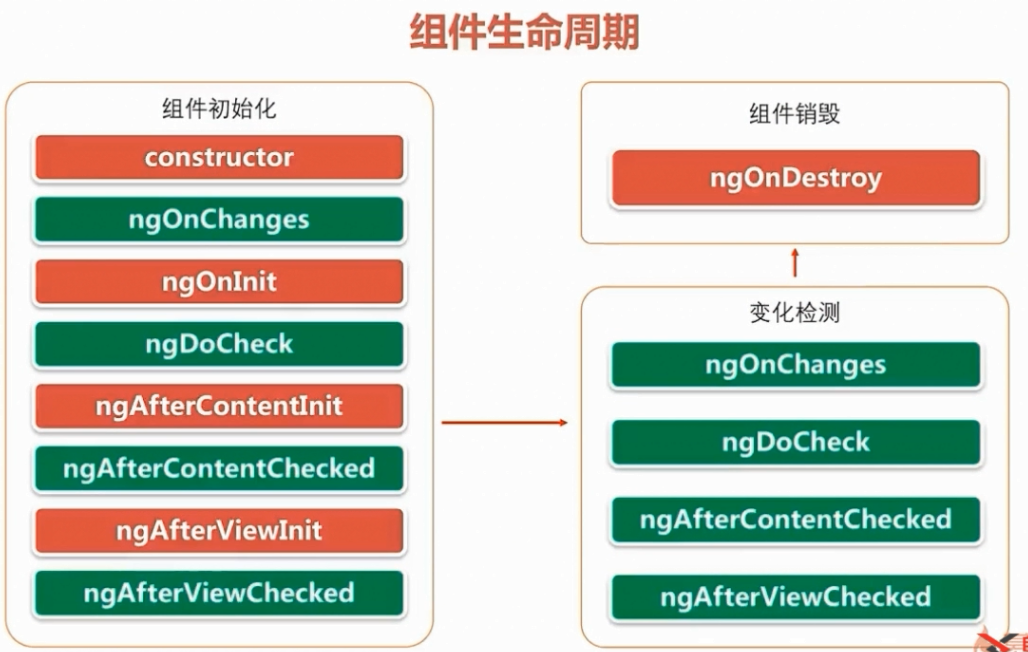 组件生命周期
组件初始化
constructor
ngOnChanges
ngOnInit
ngDoCheck
ngAfterContentInit
ngAfterContentChecked
ngAfterViewInit
ngAfterViewChecked
组件销毁
ngOnDestroy
变化检测
ngOnChanges
ngDoCheck
ngAfterContentChecked
ngAfterViewChecked